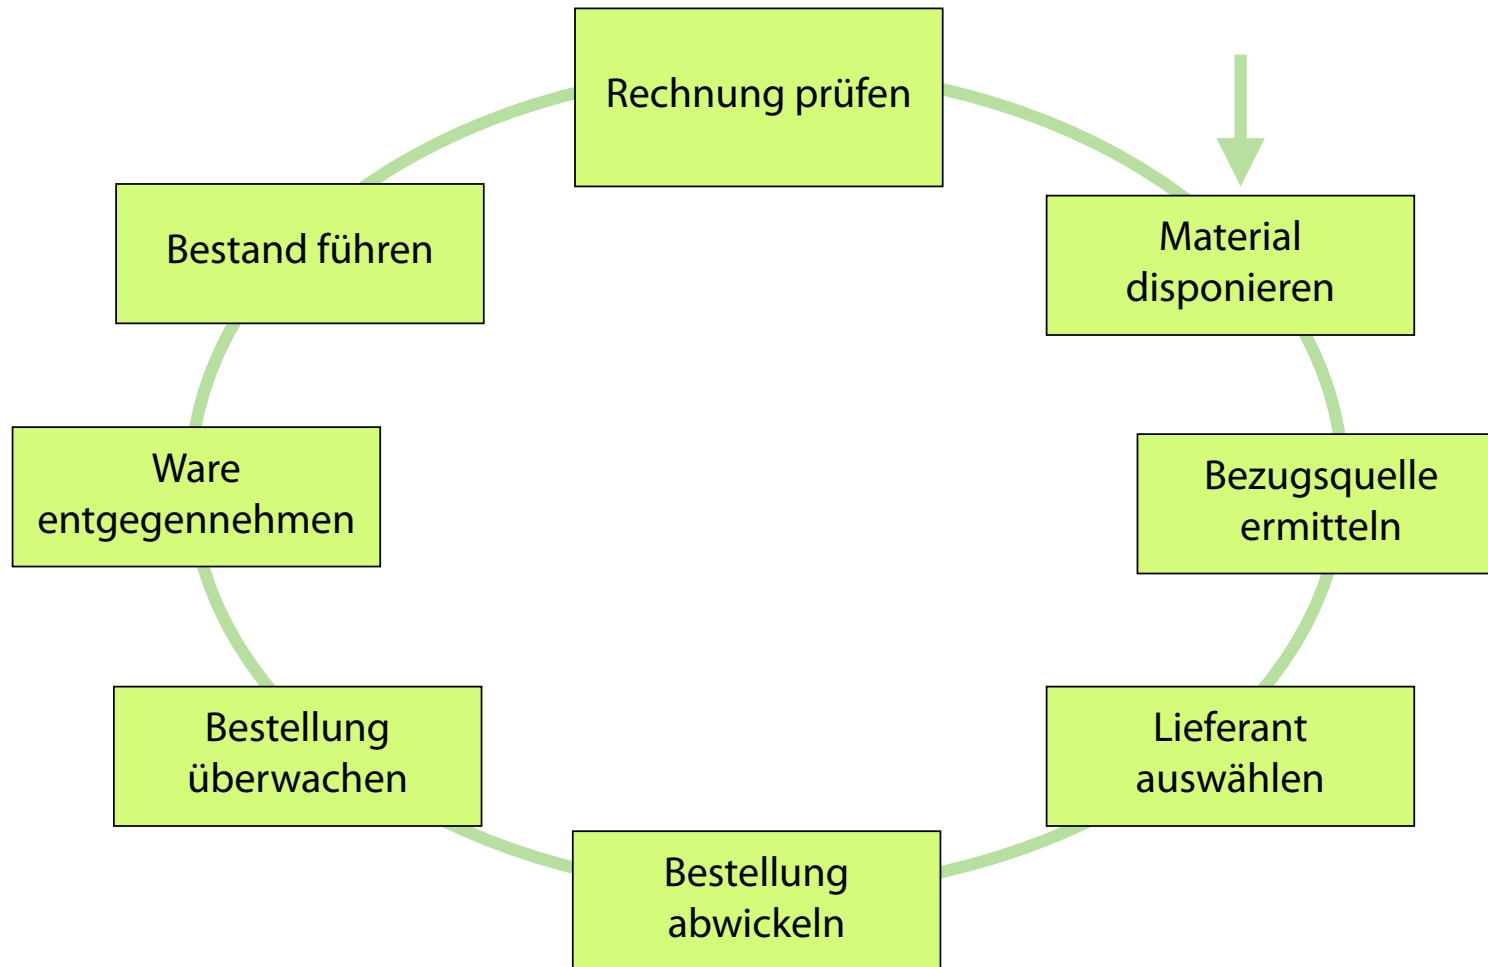 Rechnung prüfen
Material
disponieren
Bezugsquelle
ermitteln
Lieferant
auswählen
Bestellung
abwickeln
Bestellung
überwachen
Ware
entgegennehmen
Bestand führen